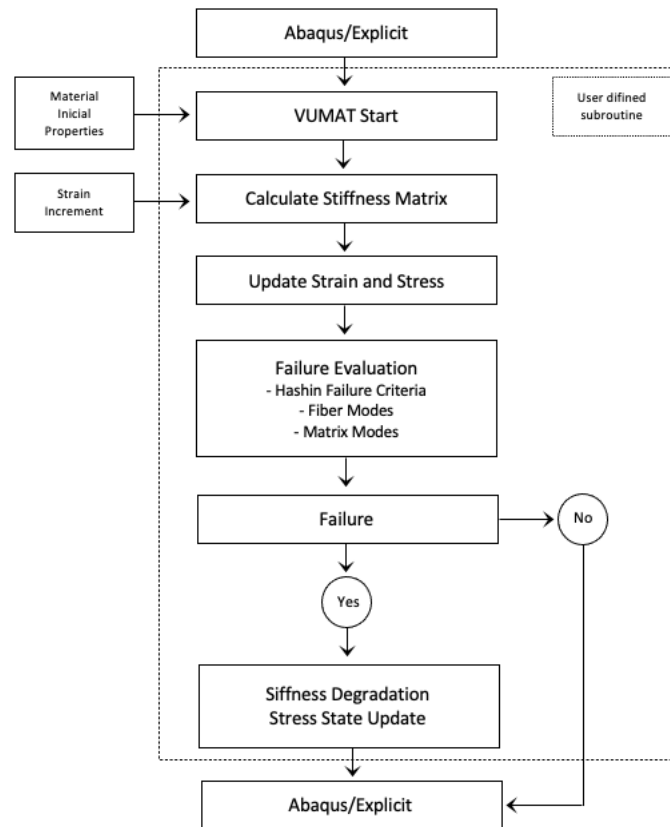 Abaqus/Explicit
Material
Inicial
Properties
VUMAT Start
User difined
subroutine
Strain
Increment
Calculate Stiffness Matrix
Update Strain and Stress
Failure Evaluation
- Hashin Failure Criteria
- Fiber Modes
- Matrix Modes
Failure
No
Yes
Siffness Degradation
Stress State Update
Abaqus/Explicit